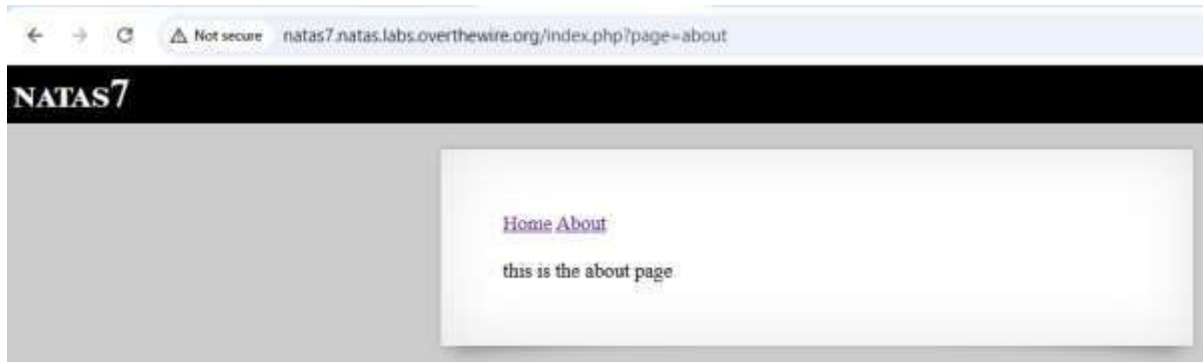 Not secure natas7.natas.labs.overthewire.org/index.php?page=about
NATAS7
Home About
this is the about page